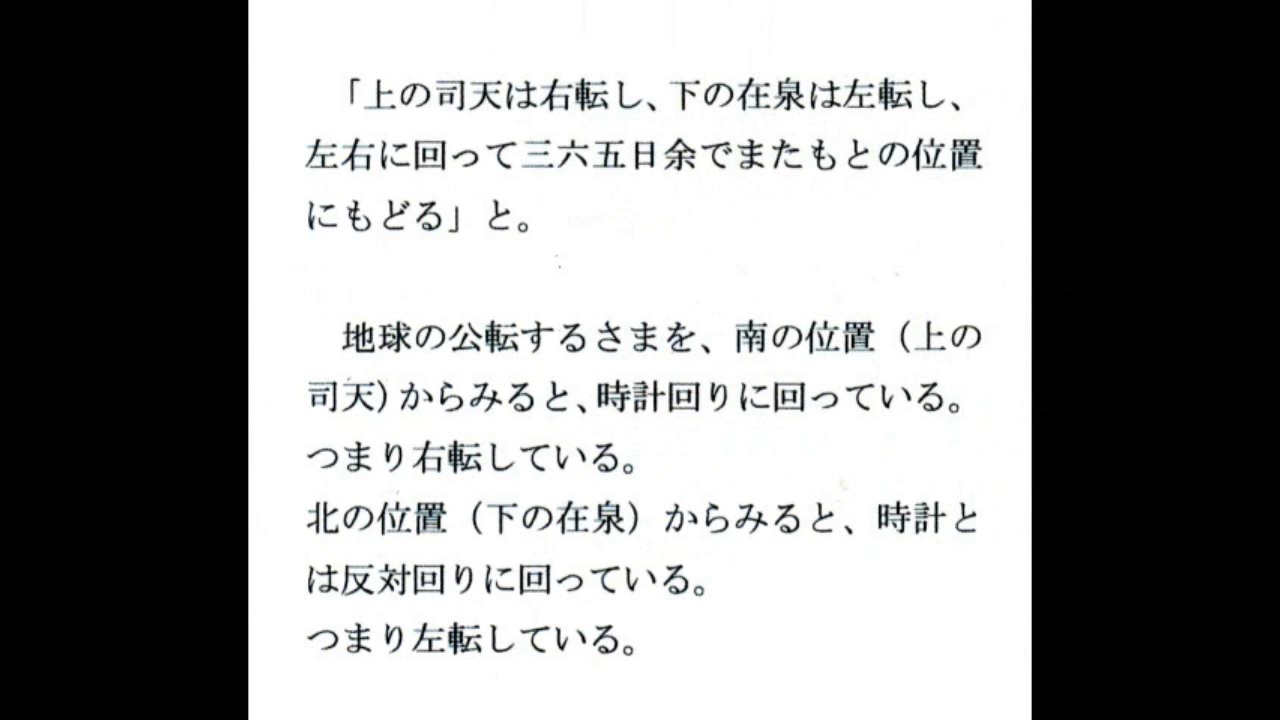 「上の司天は右転し、下の在泉は左転し、
左右に回って三六五日余でまたもとの位置
にもどる」と。
地球の公転するさまを、南の位置（上の
司天）からみると、時計回りに回っている。
つまり右転している。
北の位置（下の在泉）からみると、時計と
は反対回りに回っている。
つまり左転している。